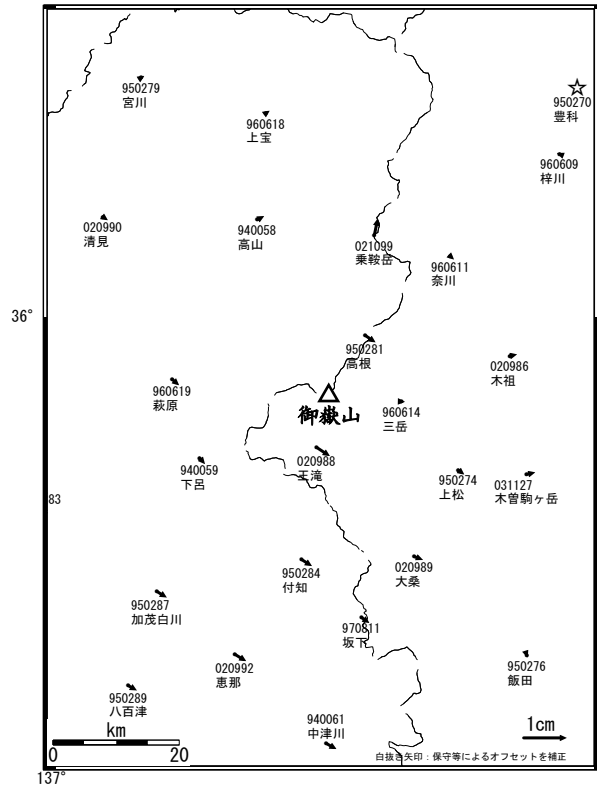 950279
宮川
950270
豊科
960618
上宝
960609
梓川
020990
清見
940058
高山
021099
乗鞍岳
960611
奈川
36°
950281
高根
020986
木祖
960619
萩原
御嶽山
960614
三岳
020988
王滝
940059
下呂
950274
上松
031127
木曽駒ヶ岳
83
950284
付知
020989
大桑
950287
加茂白川
970811
坂下
020992
恵那
950276
飯田
950289
八百津
940061
中津川
km
0 20
1cm
白抜き矢印：保守等によるオフセットを補正
137°